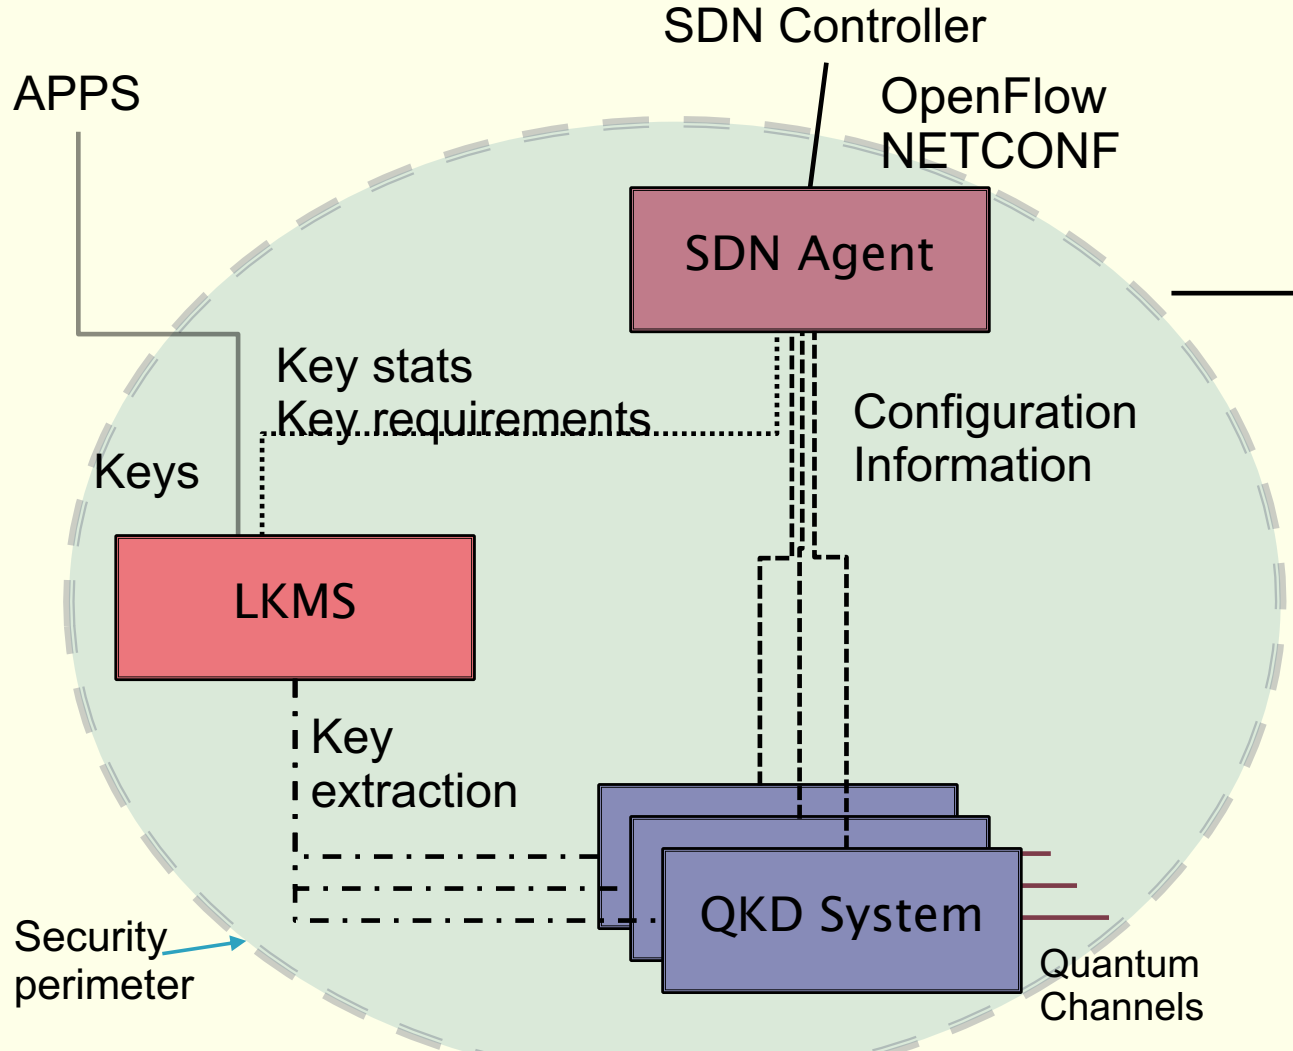 SDN Controller
APPS
OpenFlow
NETCONF
SDN Agent
Key stats
Key requirements
Configuration
Information
Keys
LKMS
Key
extraction
QKD System
Security
perimeter
Quantum
Channels